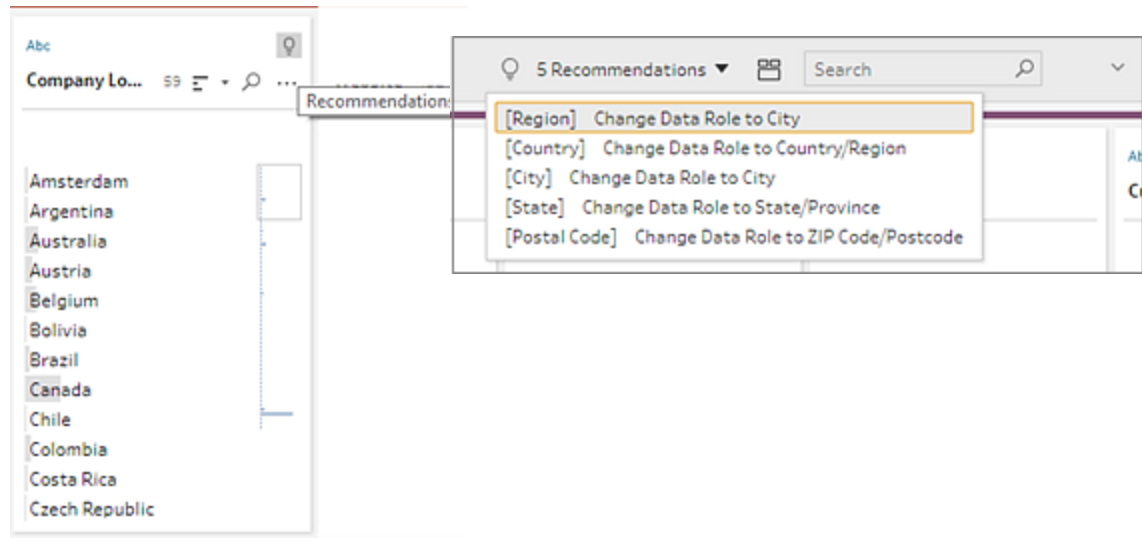 Abc
Company Lo... 59
Recommendations
Amsterdam
Argentina
Australia
Austria
Belgium
Bolivia
Brazil
Canada
Chile
Colombia
Costa Rica
Czech Republic
5 Recommendations
Search
[Region] Change Data Role to City
[Country] Change Data Role to Country/Region
[City] Change Data Role to City
[State] Change Data Role to State/Province
[Postal Code] Change Data Role to ZIP Code/Postcode